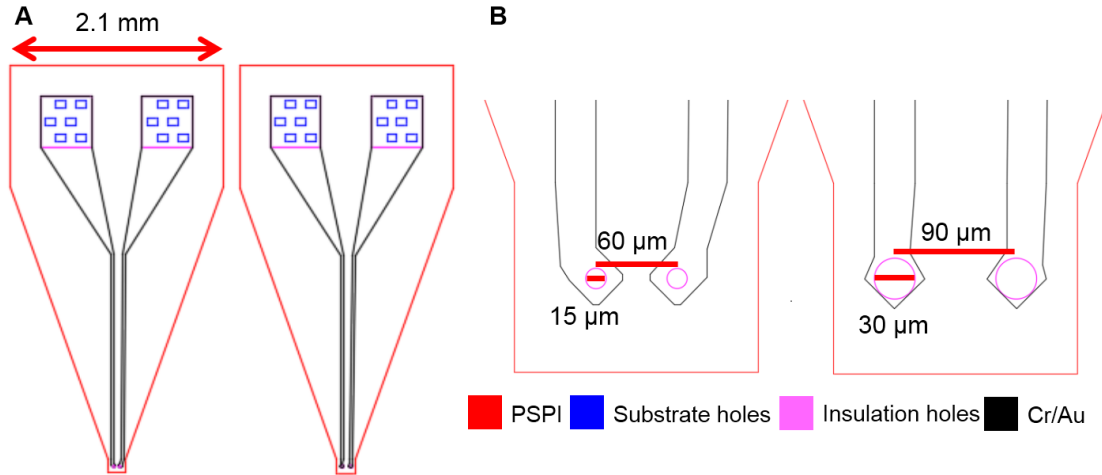 A
2.1 mm
B
60 µm
15 µm
90 µm
30 µm
PSPI
Substrate holes
Insulation holes
Cr/Au